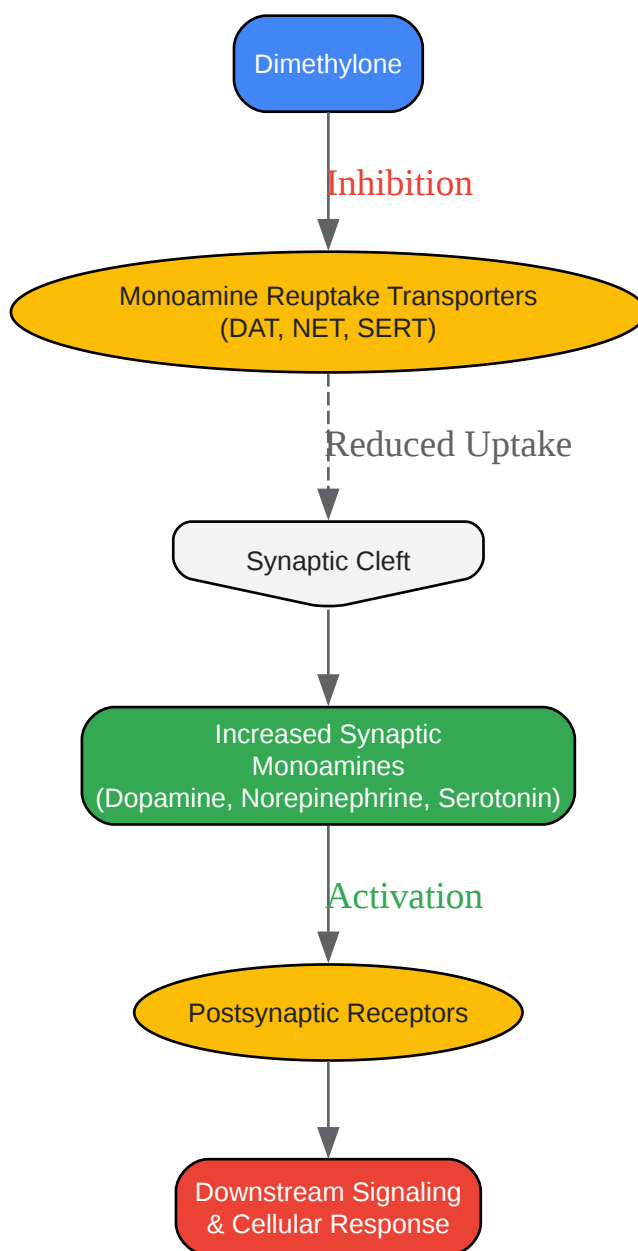 Dimethylone
Inhibition
Monoamine Reuptake Transporters
(DAT, NET, SERT)
Reduced Uptake
Synaptic Cleft
Increased Synaptic
Monoamines
(Dopamine, Norepinephrine, Serotonin)
Activation
Postsynaptic Receptors
Downstream Signaling
& Cellular Response